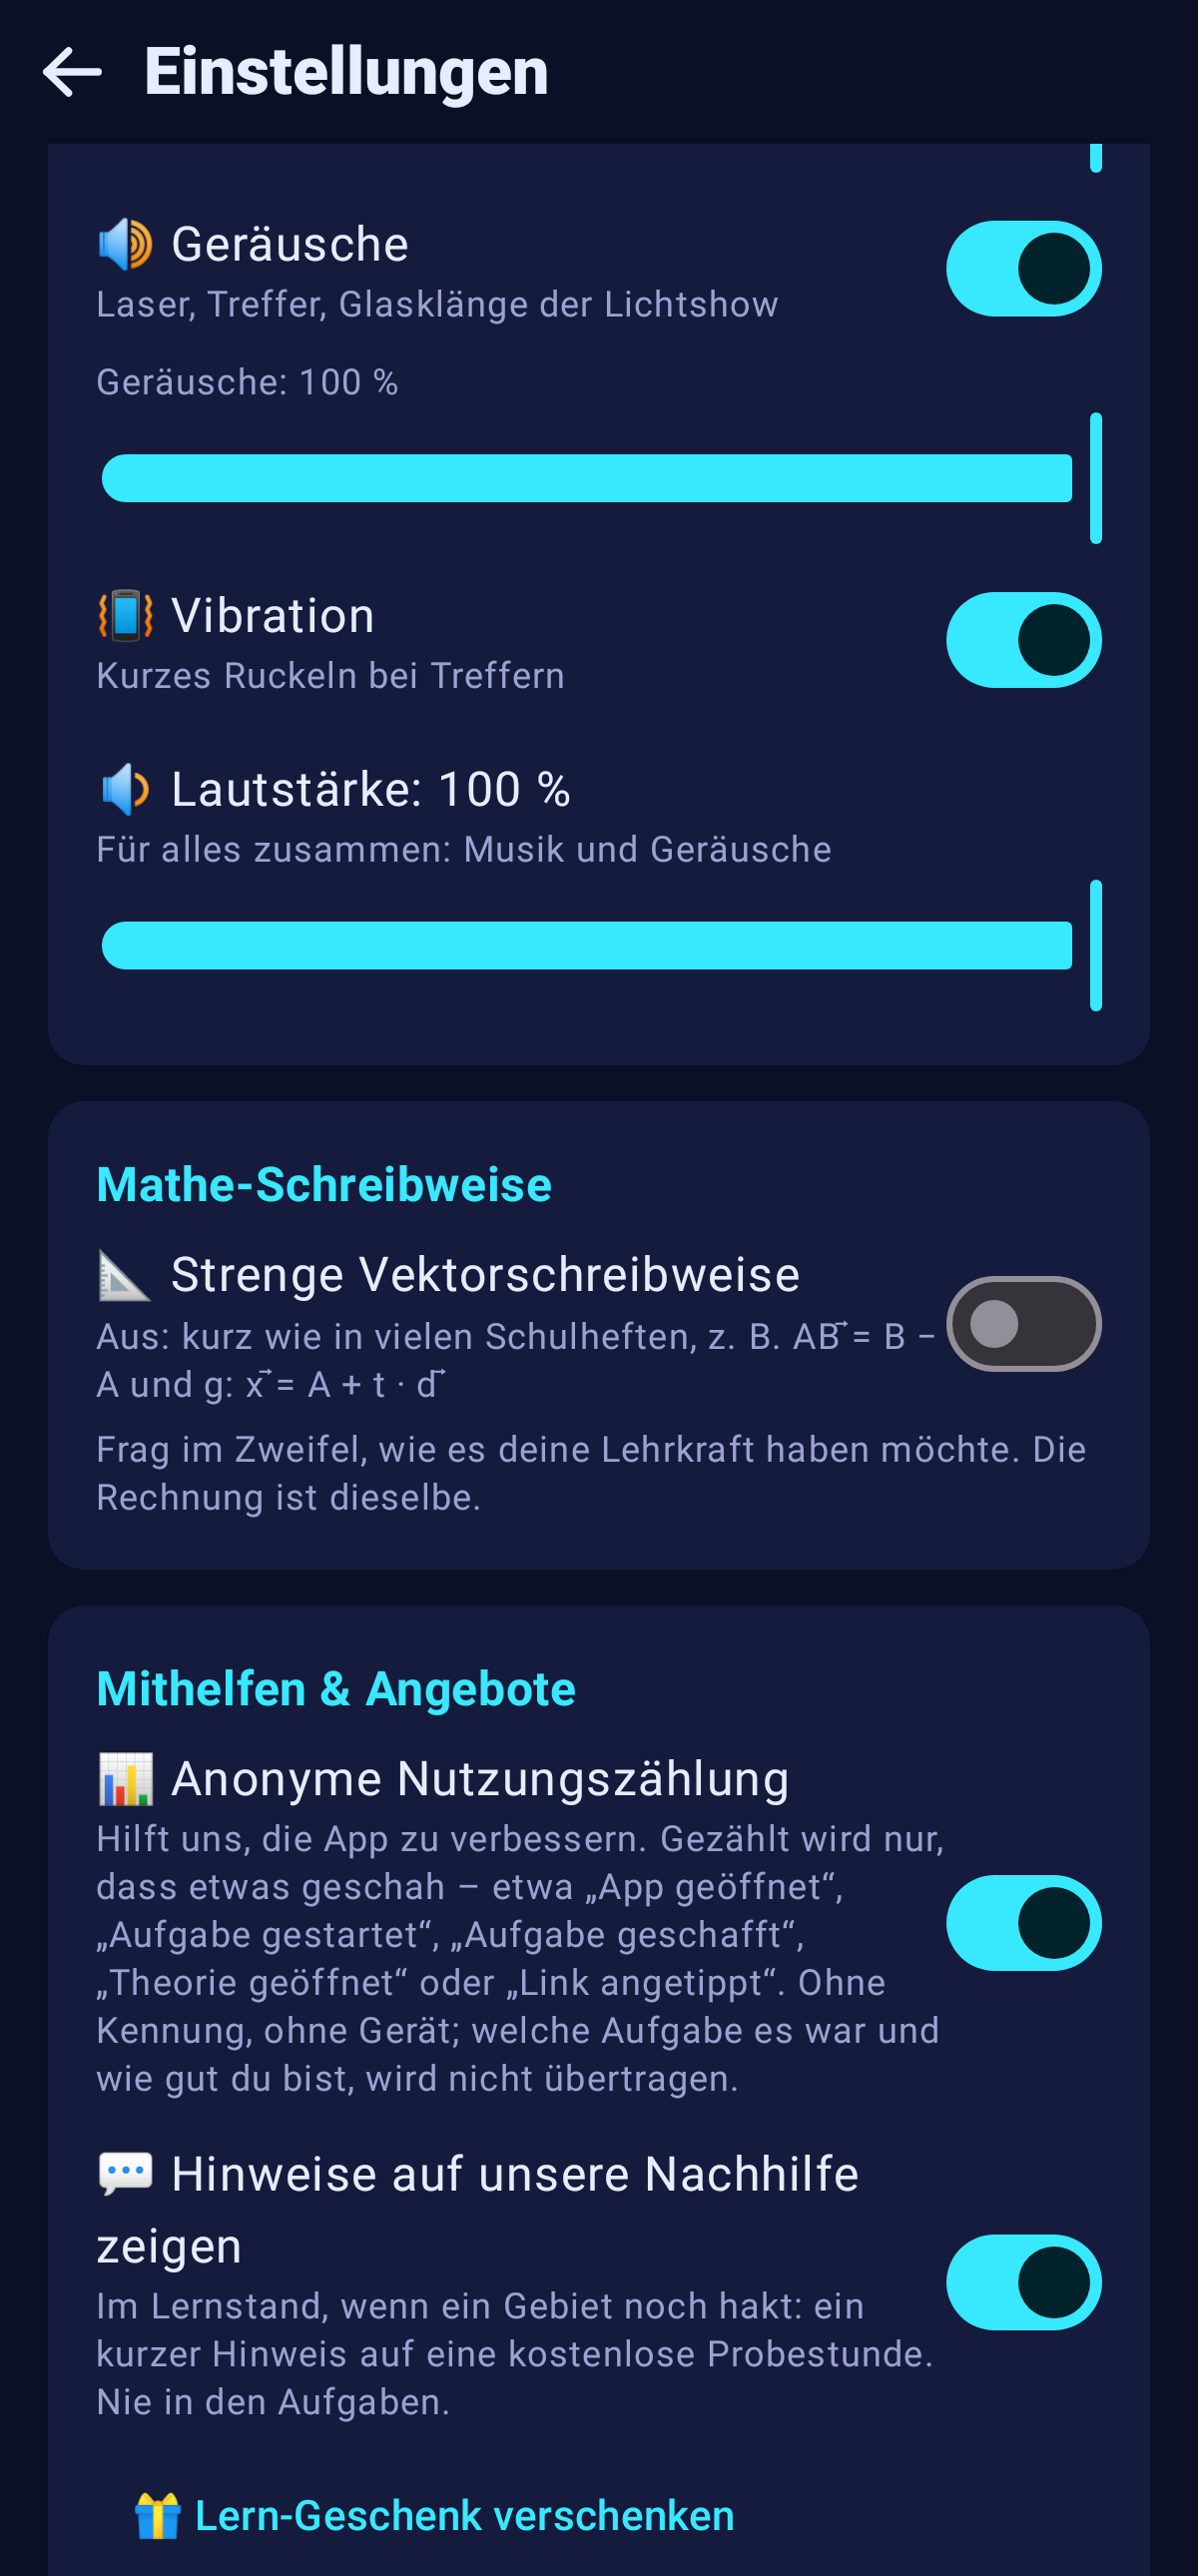 Einstellungen
🔊 Geräusche
Laser, Treffer, Glasklänge der Lichtshow
Geräusche: 100 %
📳 Vibration
Kurzes Ruckeln bei Treffern
🔉 Lautstärke: 100 %
Für alles zusammen: Musik und Geräusche
Mathe-Schreibweise
📐 Strenge Vektorschreibweise
Aus: kurz wie in vielen Schulheften, z. B. AB⃗ = B −
A und g: x⃗ = A + t · d⃗
Frag im Zweifel, wie es deine Lehrkraft haben möchte. Die
Rechnung ist dieselbe.
Mithelfen & Angebote
📊 Anonyme Nutzungszählung
Hilft uns, die App zu verbessern. Gezählt wird nur,
dass etwas geschah – etwa „App geöffnet“,
„Aufgabe gestartet“, „Aufgabe geschafft“,
„Theorie geöffnet“ oder „Link angetippt“. Ohne
Kennung, ohne Gerät; welche Aufgabe es war und
wie gut du bist, wird nicht übertragen.
💬 Hinweise auf unsere Nachhilfe
zeigen
Im Lernstand, wenn ein Gebiet noch hakt: ein
kurzer Hinweis auf eine kostenlose Probestunde.
Nie in den Aufgaben.
🎁 Lern-Geschenk verschenken